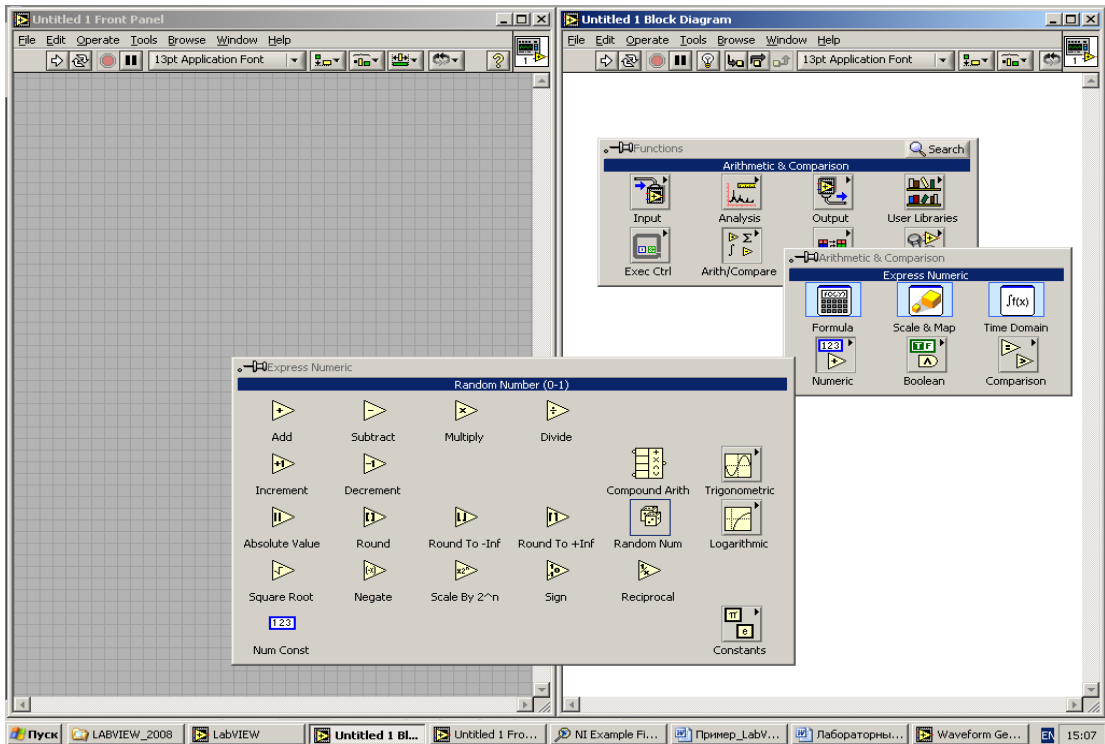 Untitled 1 Front Panel
File Edit Operate Tools Browse Window Help
13pt Application Font
?
1
Untitled 1 Block Diagram
File Edit Operate Tools Browse Window Help
13pt Application Font
1
Functions
Search
Arithmetic & Comparison
Input Analysis Output User Libraries
Exec Ctrl Arith/Compare
Arithmetic & Comparison
Express Numeric
Formula Scale & Map Time Domain
Numeric Boolean Comparison
Express Numeric
Random Number (0-1)
Add Subtract Multiply Divide
Increment Decrement Compound Arith Trigonometric
Absolute Value Round Round To -Inf Round To +Inf Random Num Logarithmic
Square Root Negate Scale By 2^n Sign Reciprocal
123
Num Const Constants
Пуск LABVIEW_2008 LabVIEW Untitled 1 Bl... Untitled 1 Fro... NI Example Fi... Пример_LabV... Лабораторны... Waveform Ge... EN 15:07